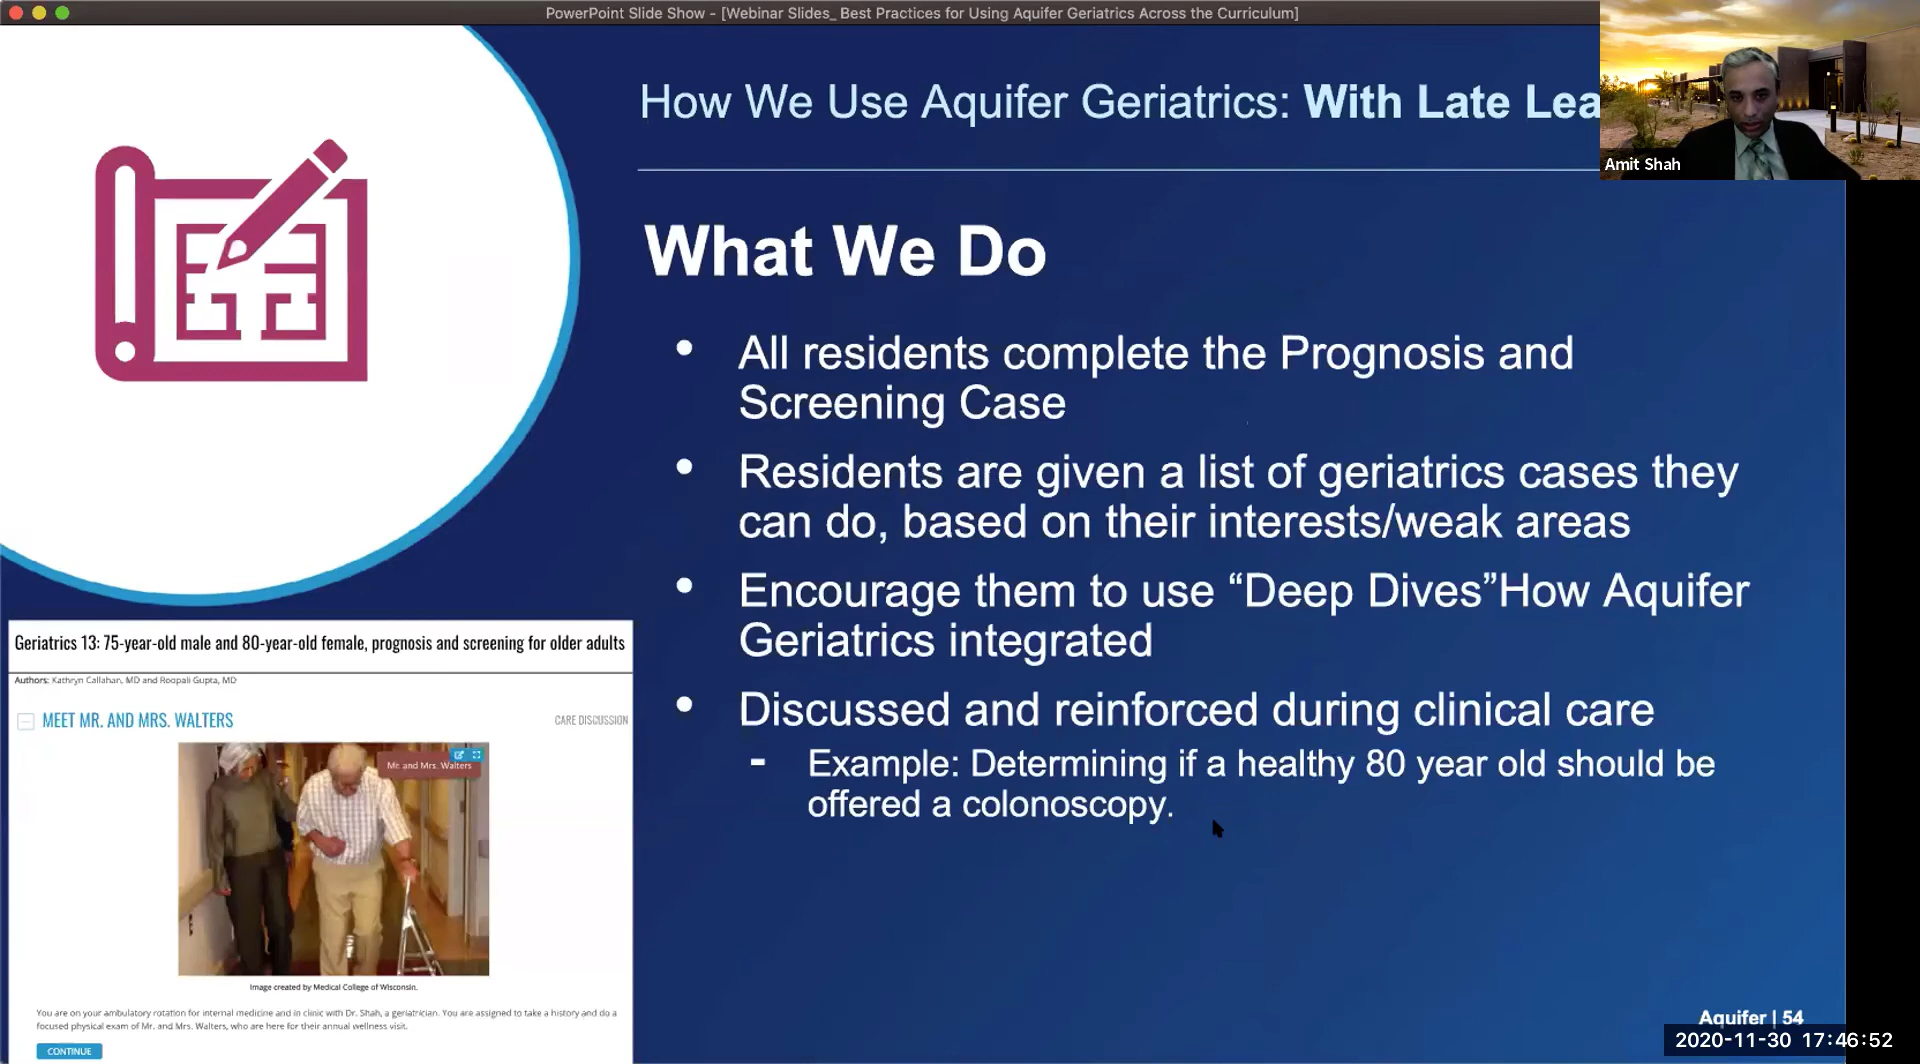 PowerPoint Slide Show - [Webinar Slides_ Best Practices for Using Aquifer Geriatrics Across the Curriculum]
How We Use Aquifer Geriatrics: With Late Lea
Amit Shah
What We Do
• All residents complete the Prognosis and
Screening Case
• Residents are given a list of geriatrics cases they
can do, based on their interests/weak areas
• Encourage them to use “Deep Dives”How Aquifer
Geriatrics integrated
• Discussed and reinforced during clinical care
- Example: Determining if a healthy 80 year old should be
offered a colonoscopy.
Geriatrics 13: 75-year-old male and 80-year-old female, prognosis and screening for older adults
Authors: Kathryn Callahan, MD and Roopali Gupta, MD
MEET MR. AND MRS. WALTERS
CARE DISCUSSION
Mr. and Mrs. Walters
Image created by Medical College of Wisconsin.
You are on your ambulatory rotation for internal medicine and in clinic with Dr. Shah, a geriatrician. You are assigned to take a history and do a
focused physical exam of Mr. and Mrs. Walters, who are here for their annual wellness visit.
CONTINUE
Aquifer | 54
2020-11-30 17:46:52